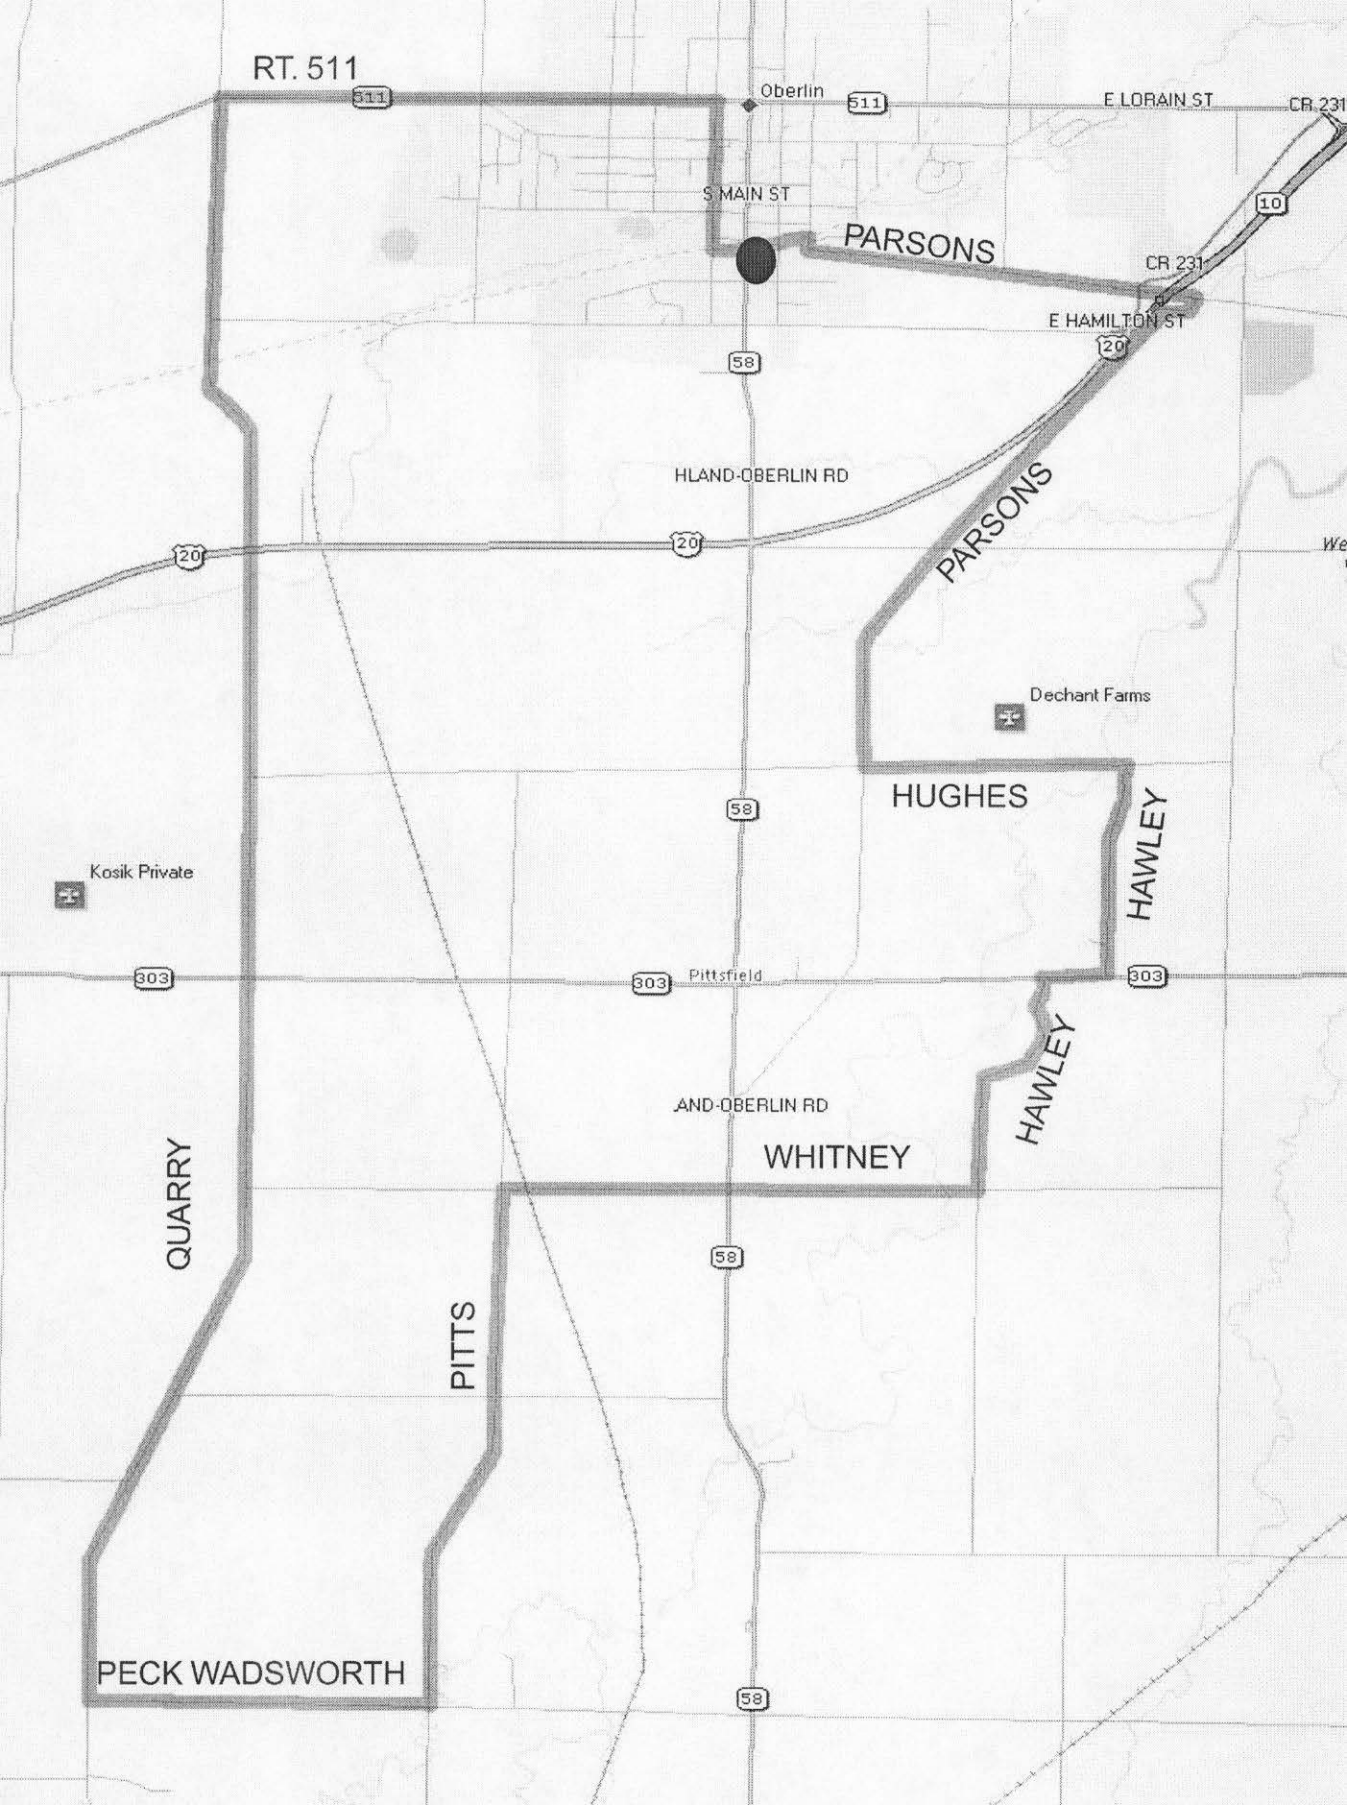 RT. 511
511
Oberlin
511
E LORAIN ST
CR 231
S MAIN ST
10
PARSONS
CR 231
E HAMILTON ST
20
58
HLAND-OBERLIN RD
PARSONS
20
20
We
Dechant Farms
HUGHES
58
HAWLEY
Kosik Private
303
303
Pittsfield
303
HAWLEY
AND-OBERLIN RD
WHITNEY
QUARRY
58
PITTS
PECK WADSWORTH
58